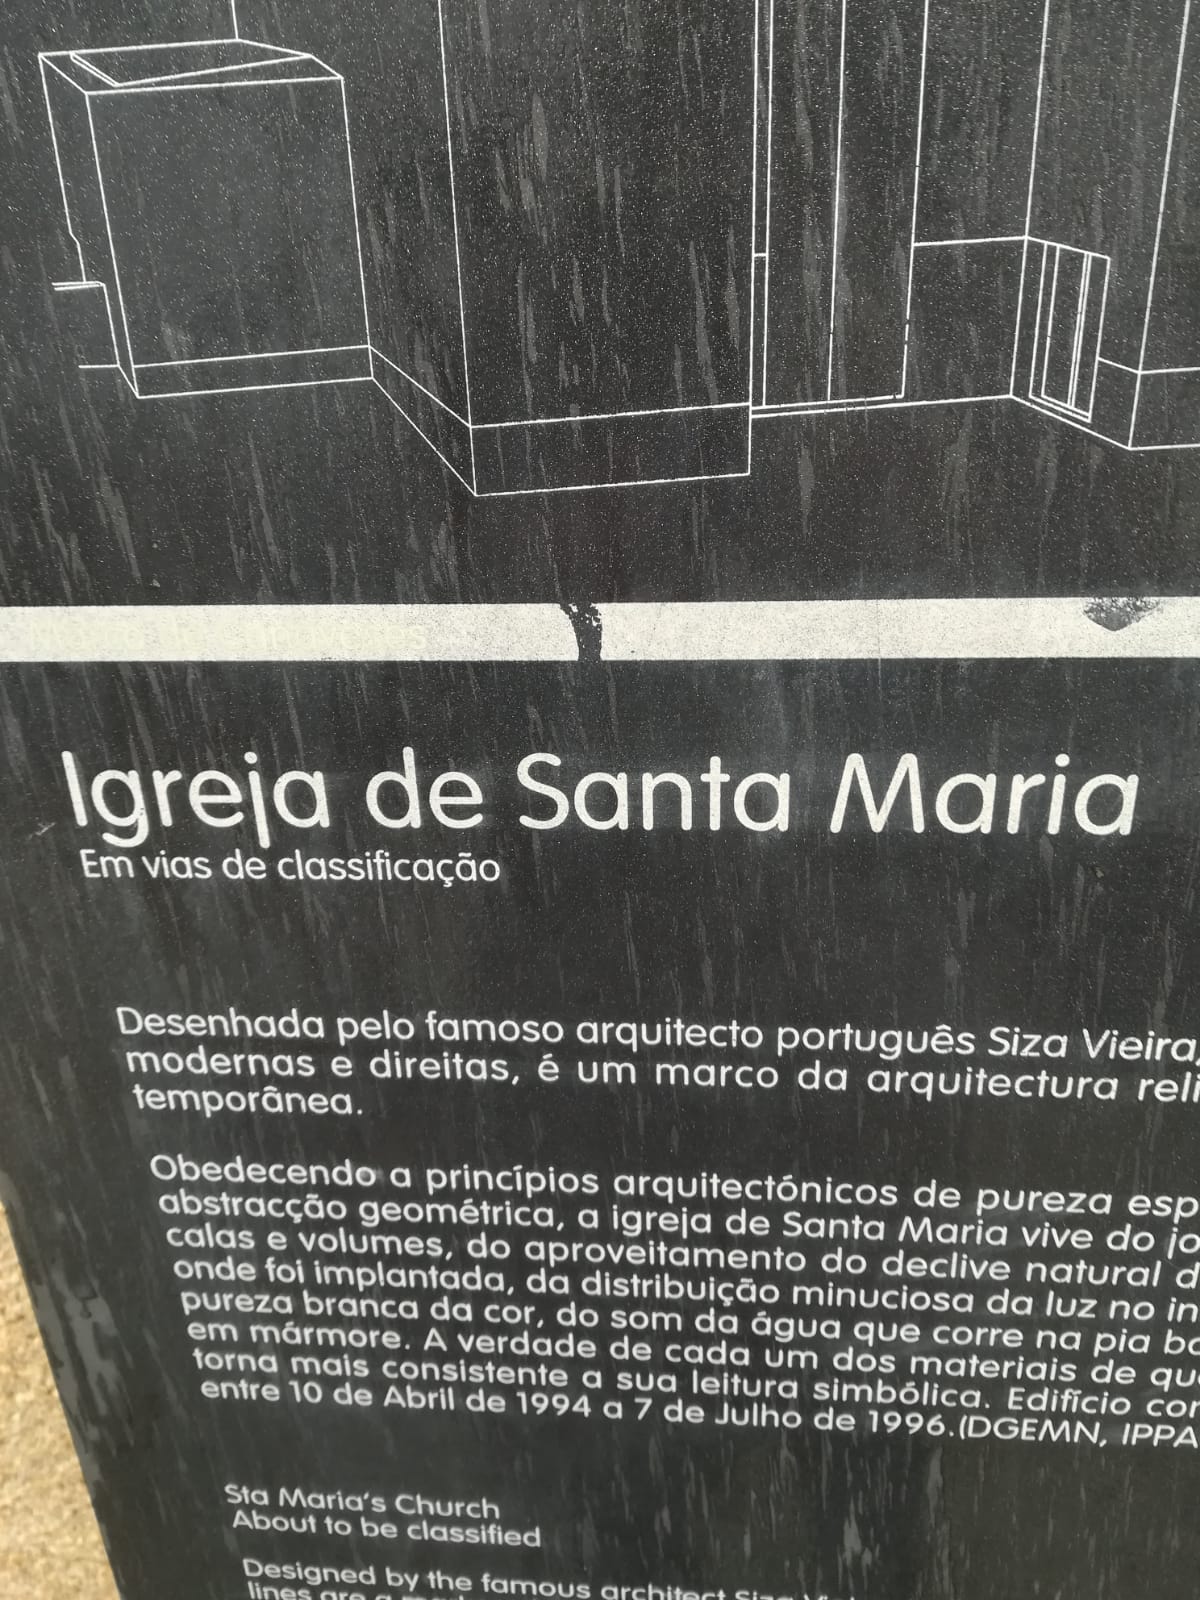 Igreja de Santa Maria
Em vias de classificação
Desenhada pelo famoso arquitecto português Siza Vieira,
modernas e direitas, é um marco da arquitectura reli
temporânea.
Obedecendo a princípios arquitectónicos de pureza esp
abstracção geométrica, a igreja de Santa Maria vive do jo
calas e volumes, do aproveitamento do declive natural d
onde foi implantada, da distribuição minuciosa da luz no in
pureza branca da cor, do som da água que corre na pia ba
em mármore. A verdade de cada um dos materiais de qu
torna mais consistente a sua leitura simbólica. Edifício con
entre 10 de Abril de 1994 a 7 de Julho de 1996.(DGEMN, IPPA
Sta Maria's Church
About to be classified
Designed by the famous architect Siza
lines are a